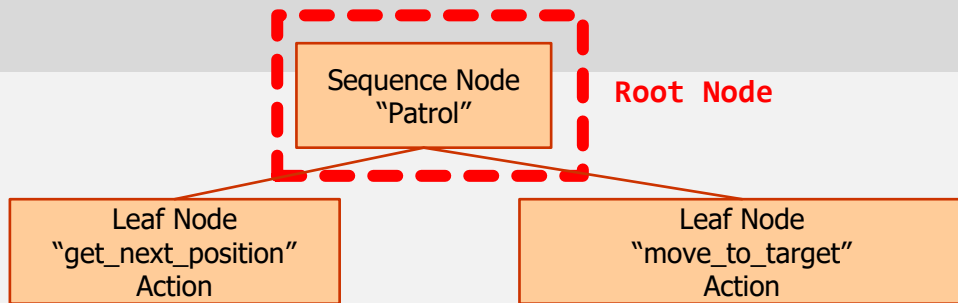 Sequence Node
“Patrol”
Root Node
Leaf Node
“get_next_position”
Action
Leaf Node
“move_to_target”
Action